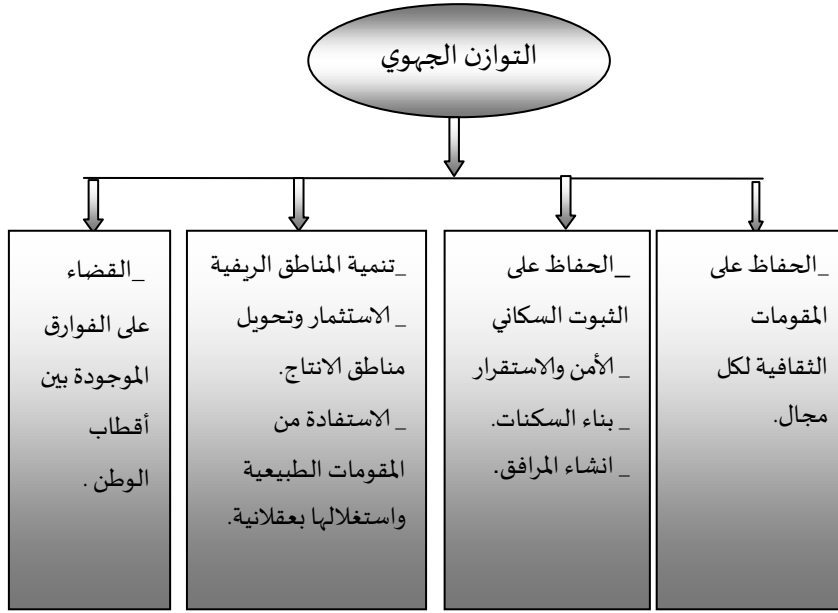 التوازن الجهوي
_الحفاظ على
المقومات
الثقافية لكل
مجال.
_الحفاظ على
الثبوت السكاني
_ الأمن والاستقرار
_ بناء السكنات.
_ انشاء المرافق.
_تنمية المناطق الريفية
_ الاستثمار وتحويل
مناطق الانتاج.
_ الاستفادة من
المقومات الطبيعية
واستغلالها بعقلانية.
_القضاء
على الفوارق
الموجودة بين
أقطاب
الوطن .